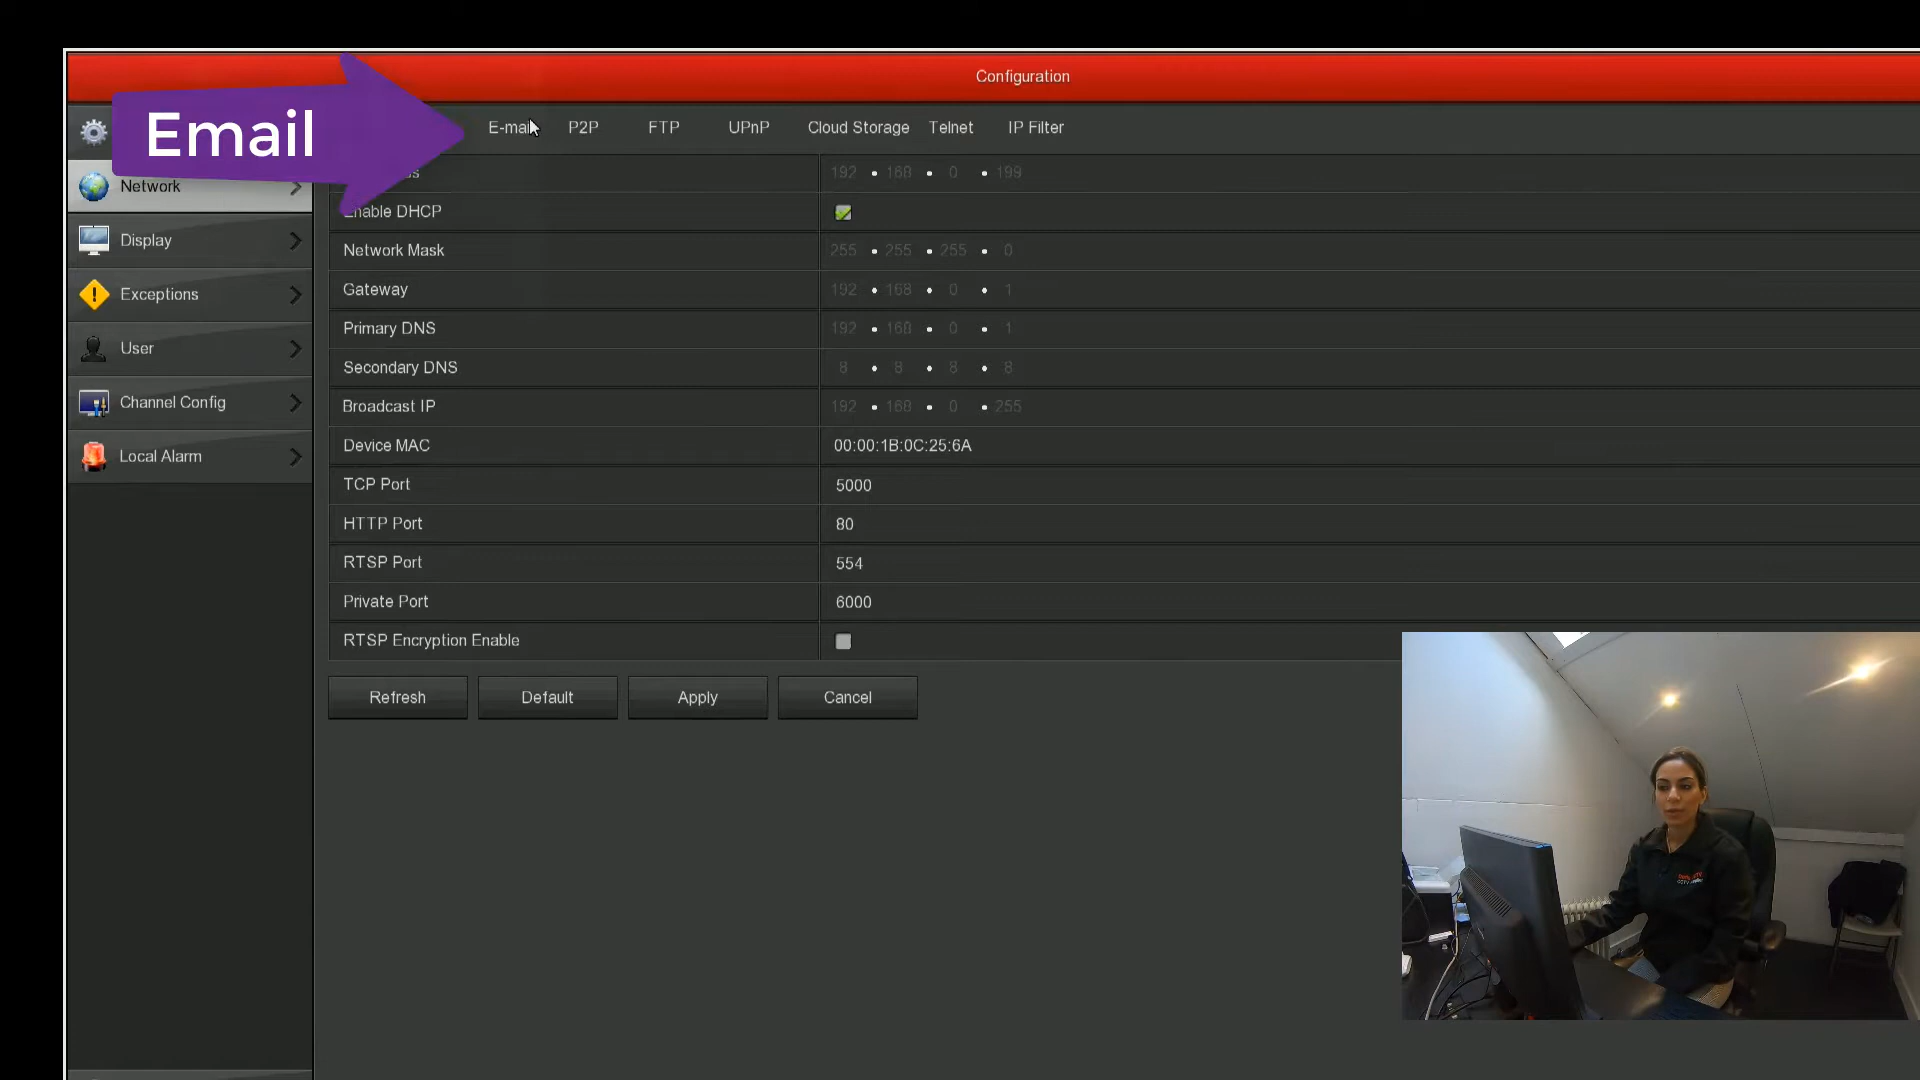 Configuration
Email
E-mail P2P FTP UPnP Cloud Storage Telnet IP Filter
192 168 0 199
Network
Enable DHCP
Display
Network Mask 255 255 255 0
Gateway 192 168 0 1
Exceptions
Primary DNS 192 168 0 1
User
Secondary DNS 8 8 8 8
Channel Config
Broadcast IP 192 168 0 255
Device MAC 00:00:1B:0C:25:6A
Local Alarm
TCP Port 5000
HTTP Port 80
RTSP Port 554
Private Port 6000
RTSP Encryption Enable
Refresh Default Apply Cancel